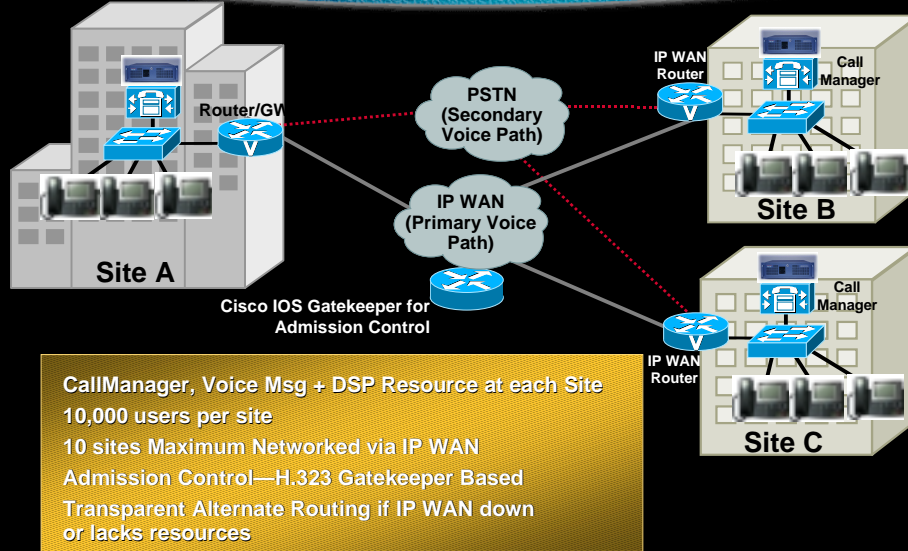 IP WAN
Router
Call
Manager
PSTN
(Secondary
Voice Path)
Router/GW
V
V
Site B
IP WAN
(Primary Voice
Path)
Site A
Cisco IOS Gatekeeper for
Admission Control
Call
Manager
V
IP WAN
Router
Site C
CallManager, Voice Msg + DSP Resource at each Site
10,000 users per site
10 sites Maximum Networked via IP WAN
Admission Control—H.323 Gatekeeper Based
Transparent Alternate Routing if IP WAN down
or lacks resources